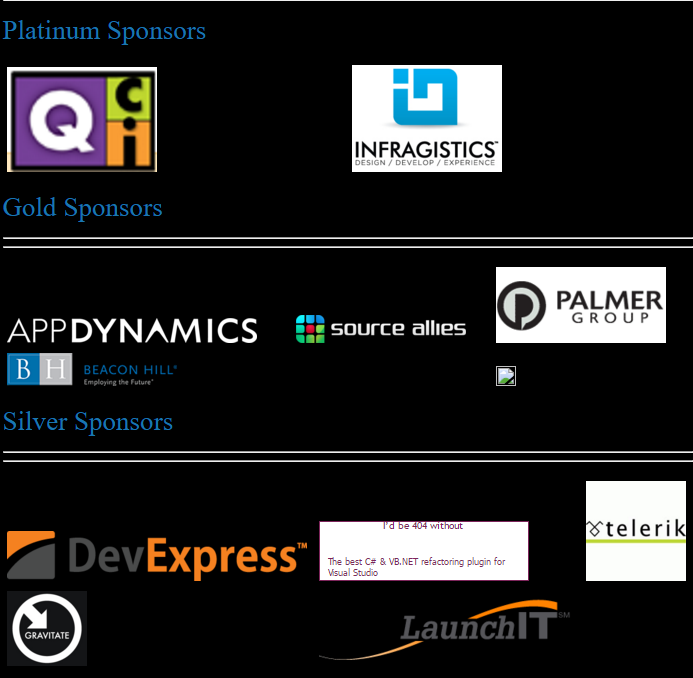 Platinum Sponsors
Q
C
i
INFRAGISTICS™
DESIGN / DEVELOP / EXPERIENCE
Gold Sponsors
APPDYNAMICS
source allies
PALMER
GROUP
BH BEACON HILL®
Employing the Future™
Silver Sponsors
DevExpress™
I'd be 404 without
The best C# & VB.NET refactoring plugin for
Visual Studio
telerik
GRAVITATE
LaunchIT℠